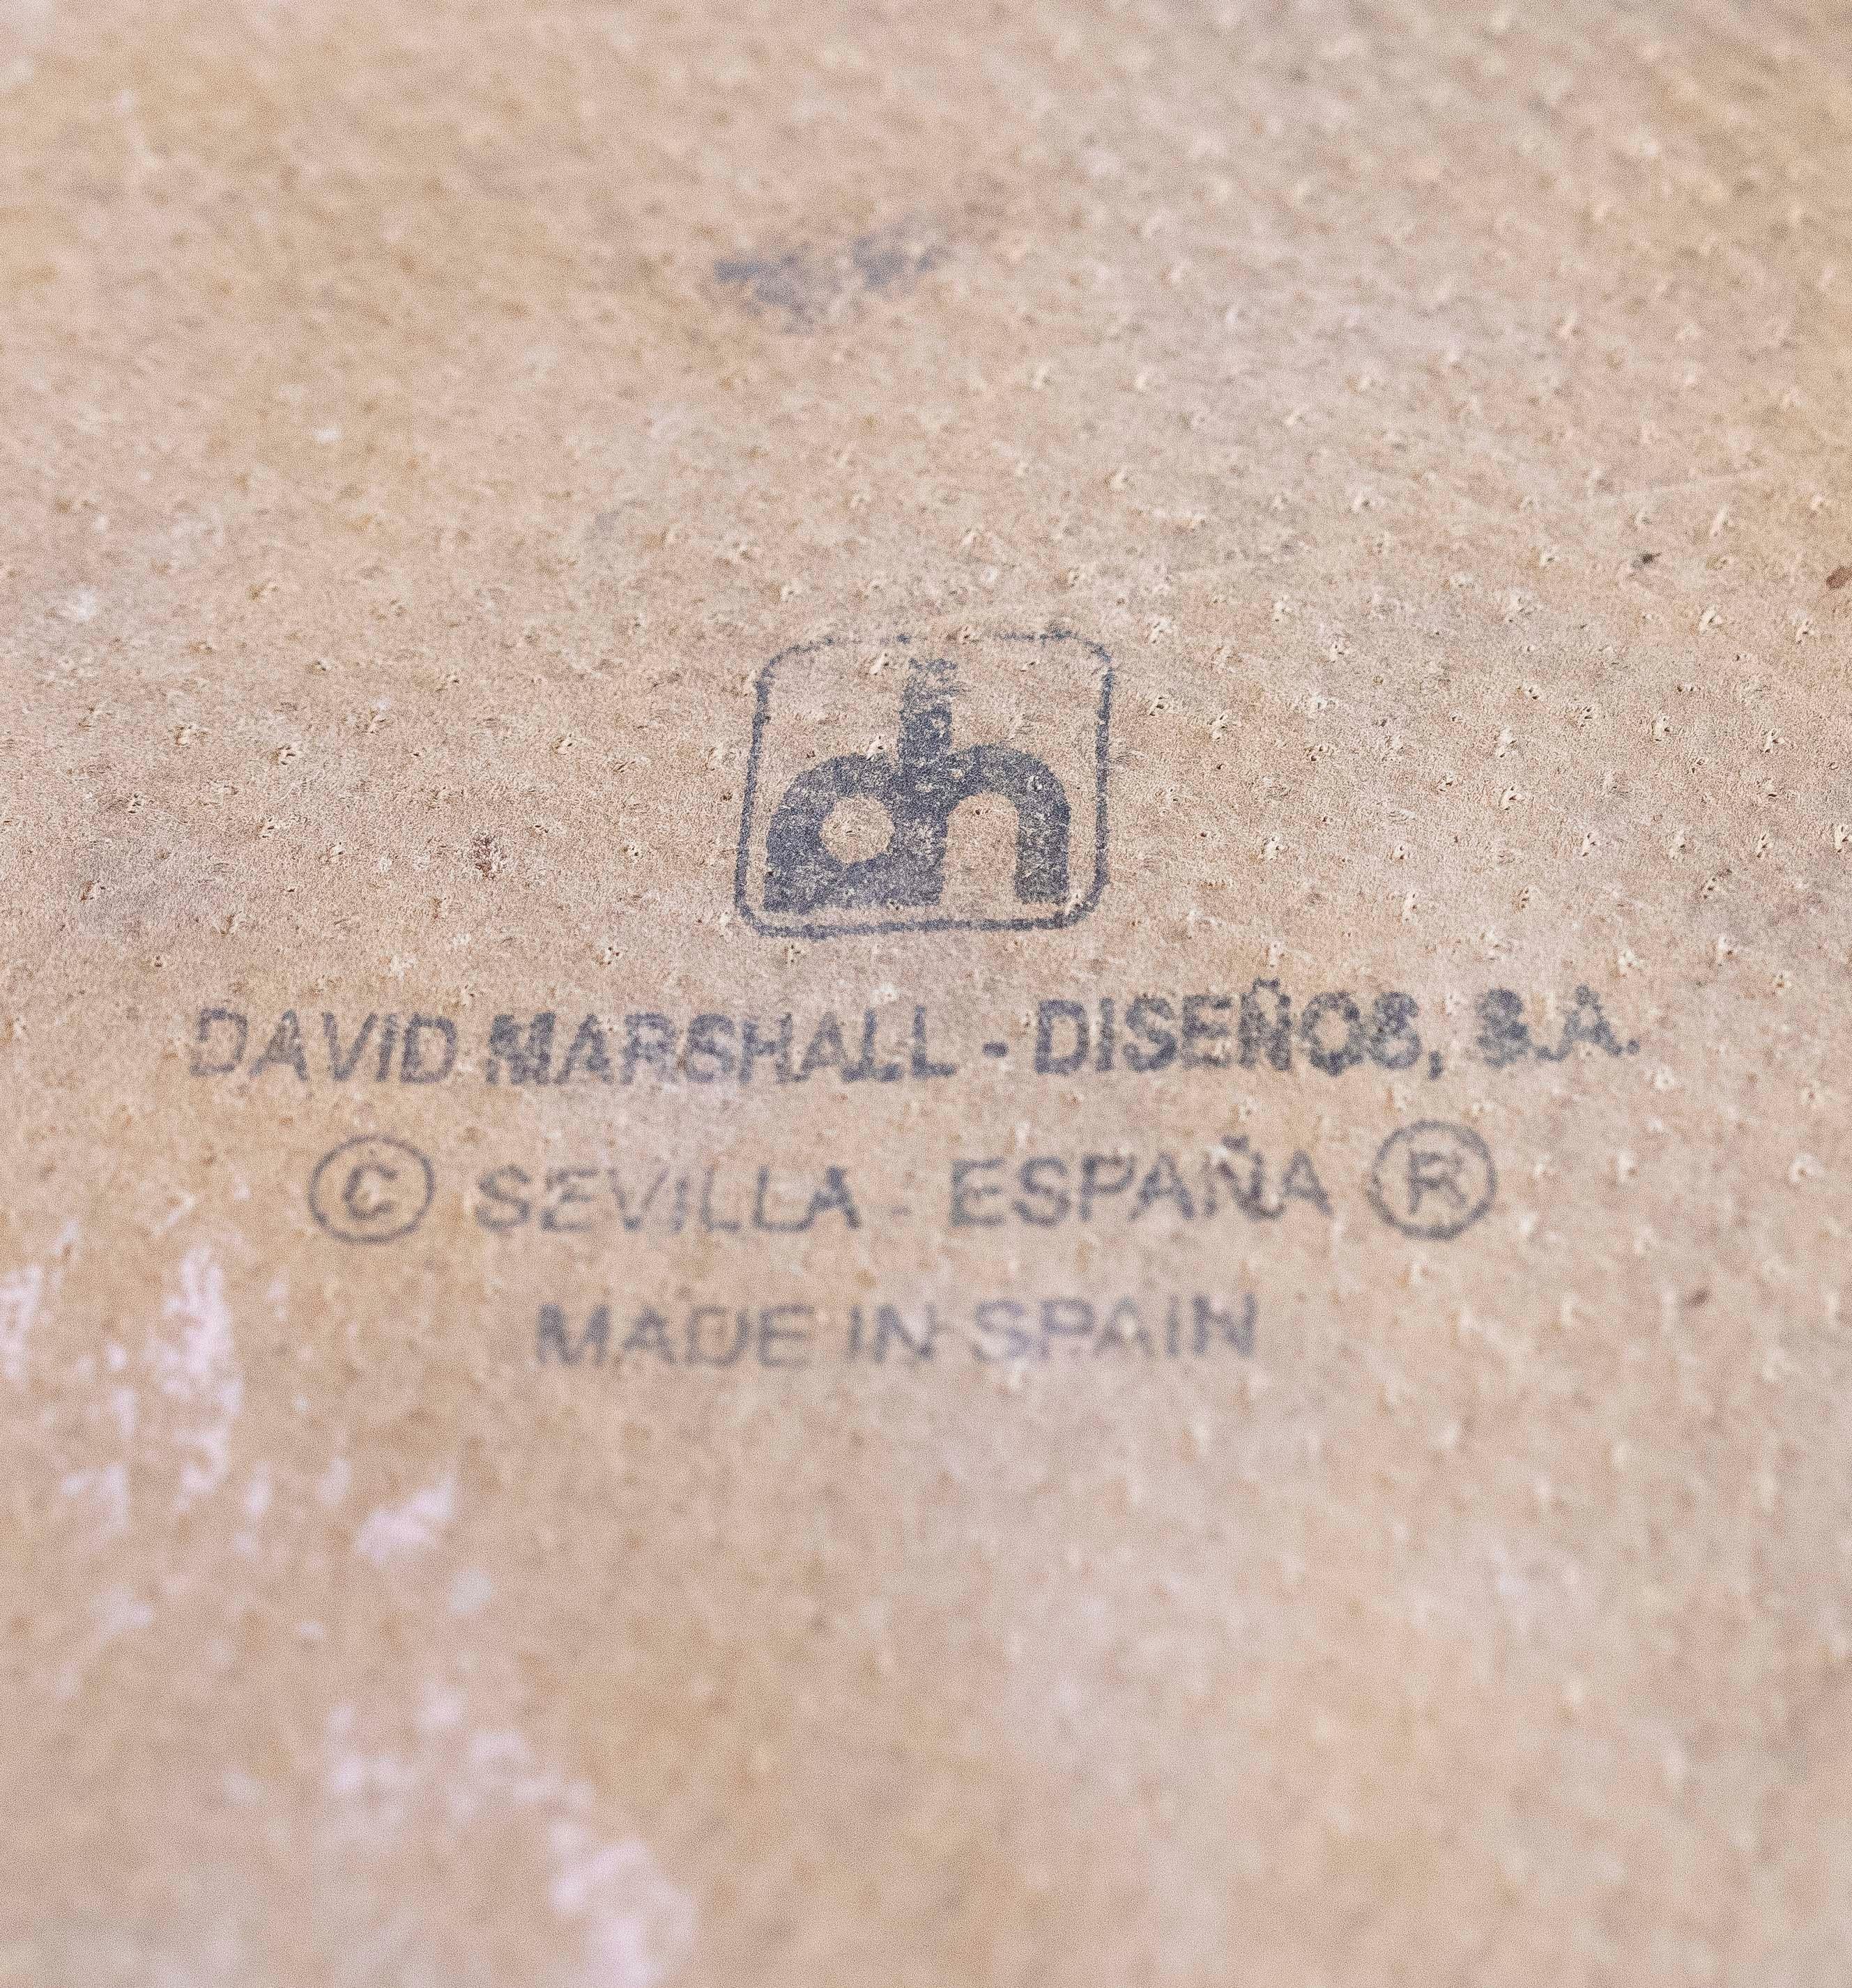 DAVID MARSHALL - DISEÑOS, S.A.
© SEVILLA - ESPAÑA ®
MADE IN SPAIN